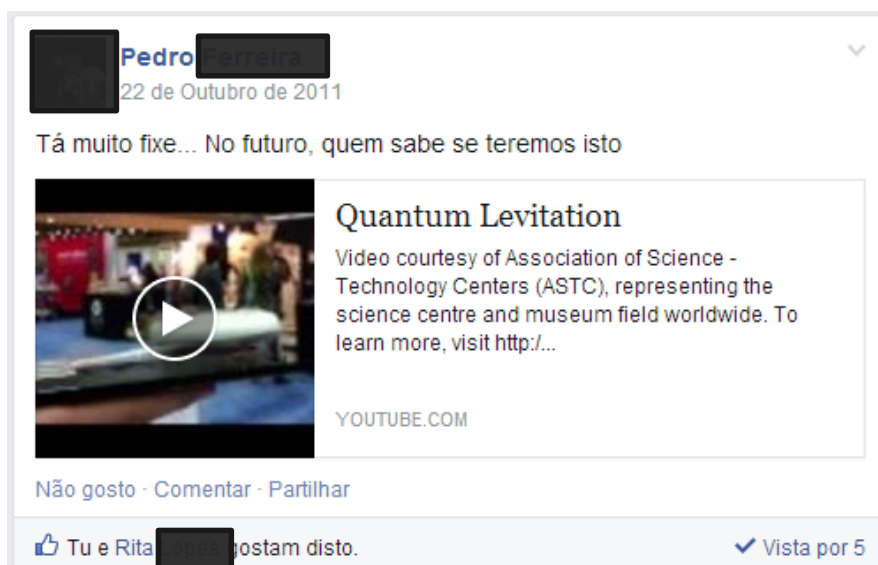 Pedro
22 de Outubro de 2011
Tá muito fixe... No futuro, quem sabe se teremos isto
Quantum Levitation
Video courtesy of Association of Science -
Technology Centers (ASTC), representing the
science centre and museum field worldwide. To
learn more, visit http:/...
YOUTUBE.COM
Não gosto · Comentar · Partilhar
Tu e Rita gostam disto.
Vista por 5